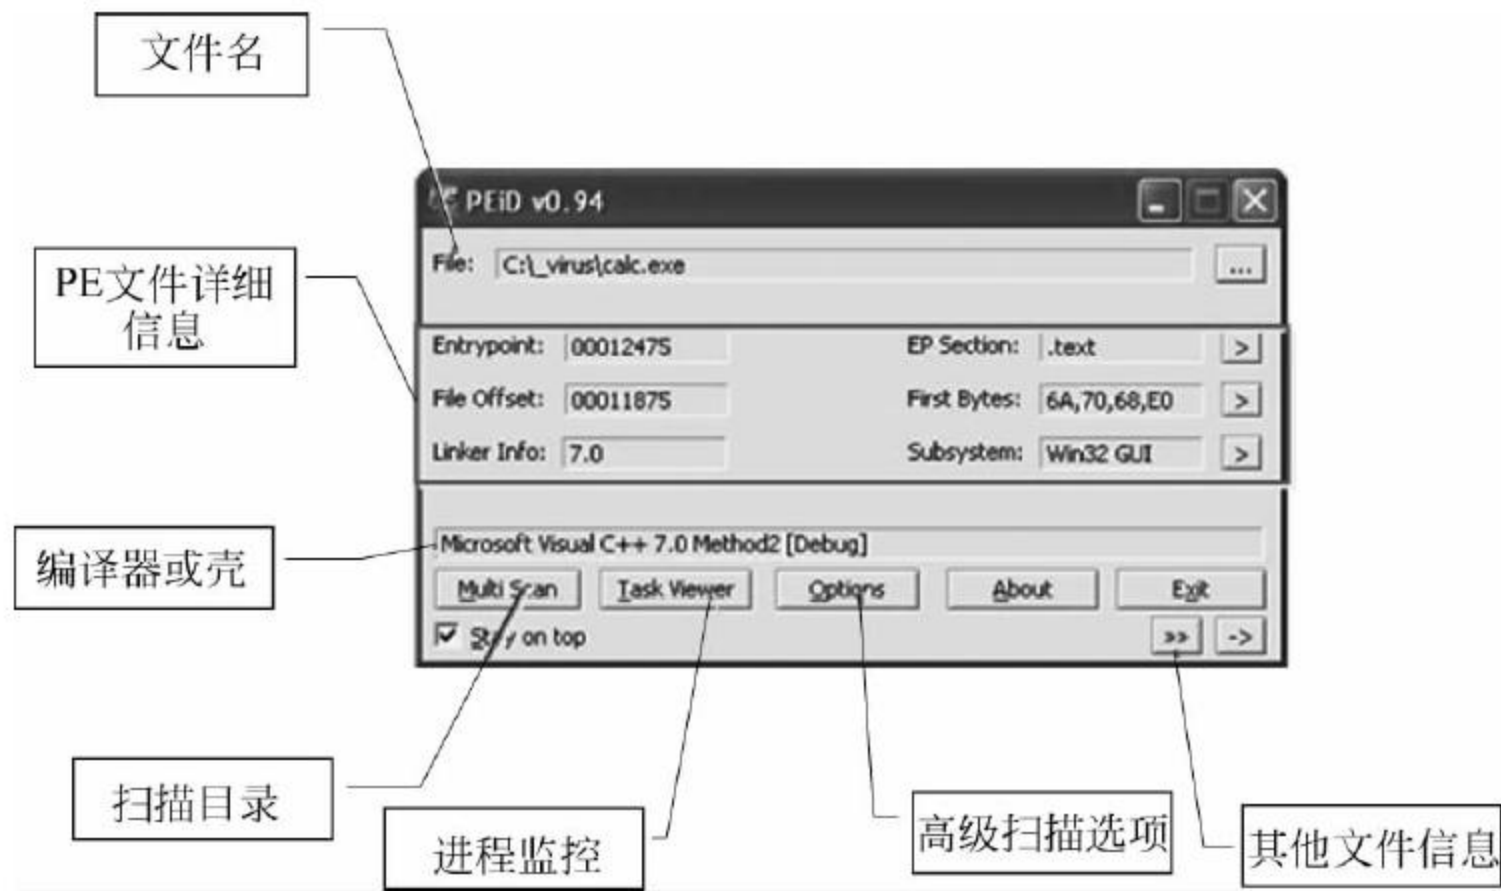 文件名
PEiD v0.94
File: C:\_virus\calc.exe ...
PE文件详细
信息
Entrypoint: 00012475 EP Section: .text >
File Offset: 00011875 First Bytes: 6A,70,68,E0 >
Linker Info: 7.0 Subsystem: Win32 GUI >
编译器或壳
Microsoft Visual C++ 7.0 Method2 [Debug]
Multi Scan Task Viewer Options About Exit
Stay on top >> ->
扫描目录
进程监控
高级扫描选项
其他文件信息